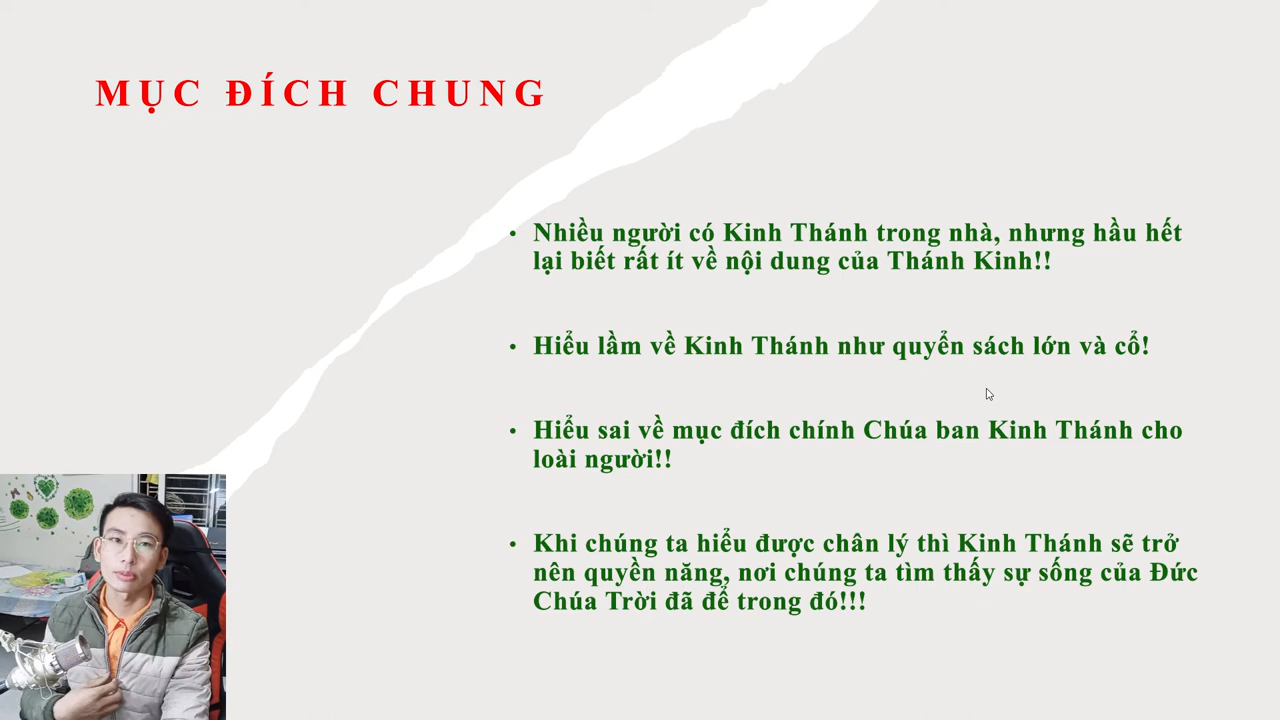 MỤC ĐÍCH CHUNG
• Nhiều người có Kinh Thánh trong nhà, nhưng hầu hết
lại biết rất ít về nội dung của Thánh Kinh!!
• Hiểu lầm về Kinh Thánh như quyển sách lớn và cổ!
• Hiểu sai về mục đích chính Chúa ban Kinh Thánh cho
loài người!!
• Khi chúng ta hiểu được chân lý thì Kinh Thánh sẽ trở
nên quyền năng, nơi chúng ta tìm thấy sự sống của Đức
Chúa Trời đã để trong đó!!!